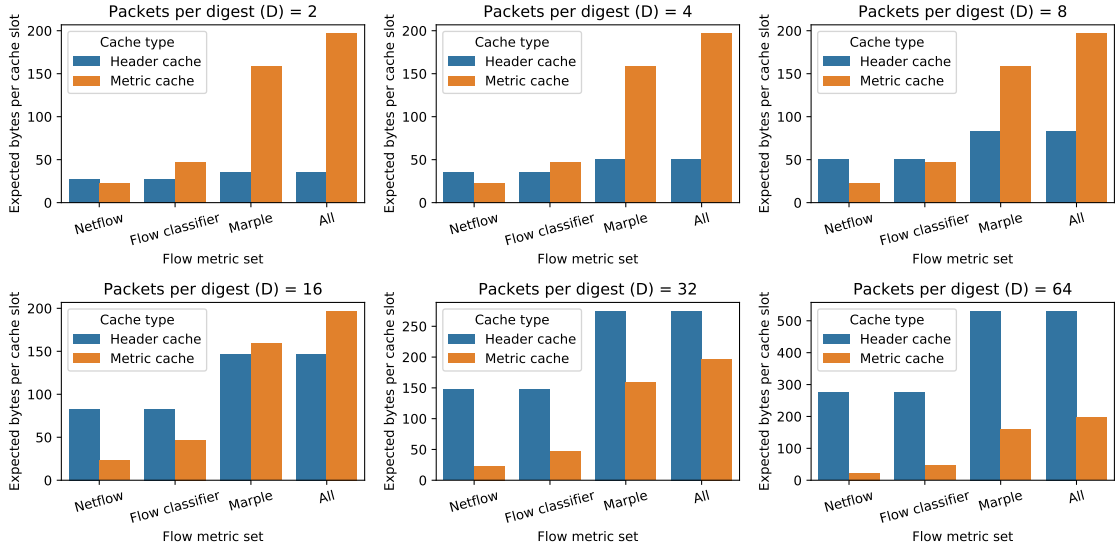 Packets per digest (D) = 2
Expected bytes per cache slot
200
150
100
50
0
Cache type
Header cache
Metric cache
Netflow
Flow classifier
Marple
All
Flow metric set
Packets per digest (D) = 4
Expected bytes per cache slot
200
150
100
50
0
Cache type
Header cache
Metric cache
Netflow
Flow classifier
Marple
All
Flow metric set
Packets per digest (D) = 8
Expected bytes per cache slot
200
150
100
50
0
Cache type
Header cache
Metric cache
Netflow
Flow classifier
Marple
All
Flow metric set
Packets per digest (D) = 16
Expected bytes per cache slot
200
150
100
50
0
Cache type
Header cache
Metric cache
Netflow
Flow classifier
Marple
All
Flow metric set
Packets per digest (D) = 32
Expected bytes per cache slot
250
200
150
100
50
0
Cache type
Header cache
Metric cache
Netflow
Flow classifier
Marple
All
Flow metric set
Packets per digest (D) = 64
Expected bytes per cache slot
500
400
300
200
100
0
Cache type
Header cache
Metric cache
Netflow
Flow classifier
Marple
All
Flow metric set